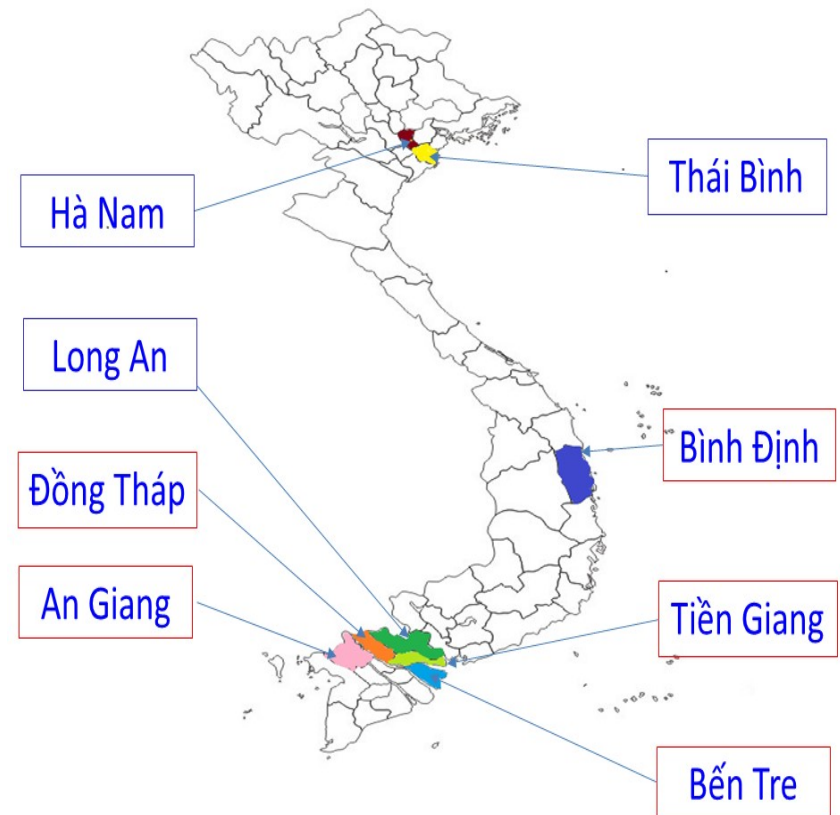 Thái Bình
Hà Nam
Long An
Bình Định
Đồng Tháp
An Giang
Tiền Giang
Bến Tre